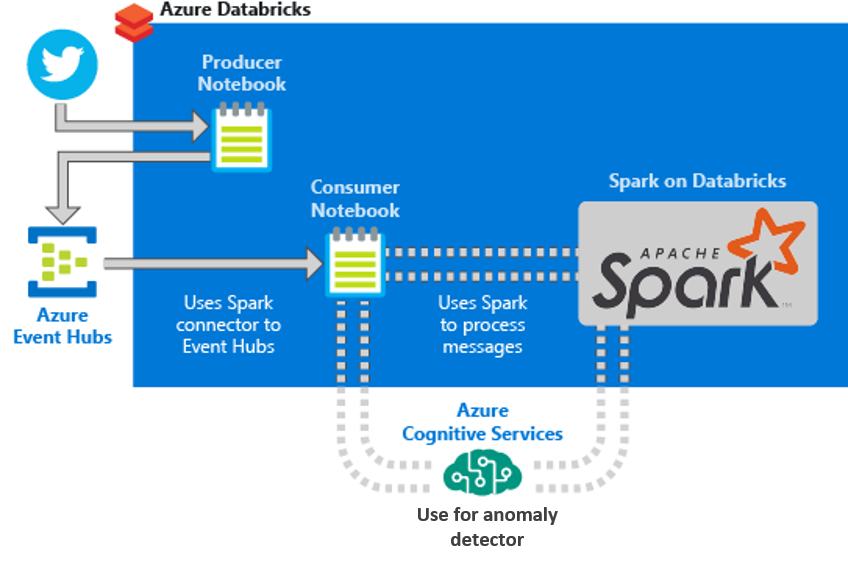 Azure Databricks
Producer
Notebook
Consumer
Notebook
Spark on Databricks
APACHE
Spark
TM
Azure
Event Hubs
Uses Spark
connector to
Event Hubs
Uses Spark
to process
messages
Azure
Cognitive Services
Use for anomaly
detector